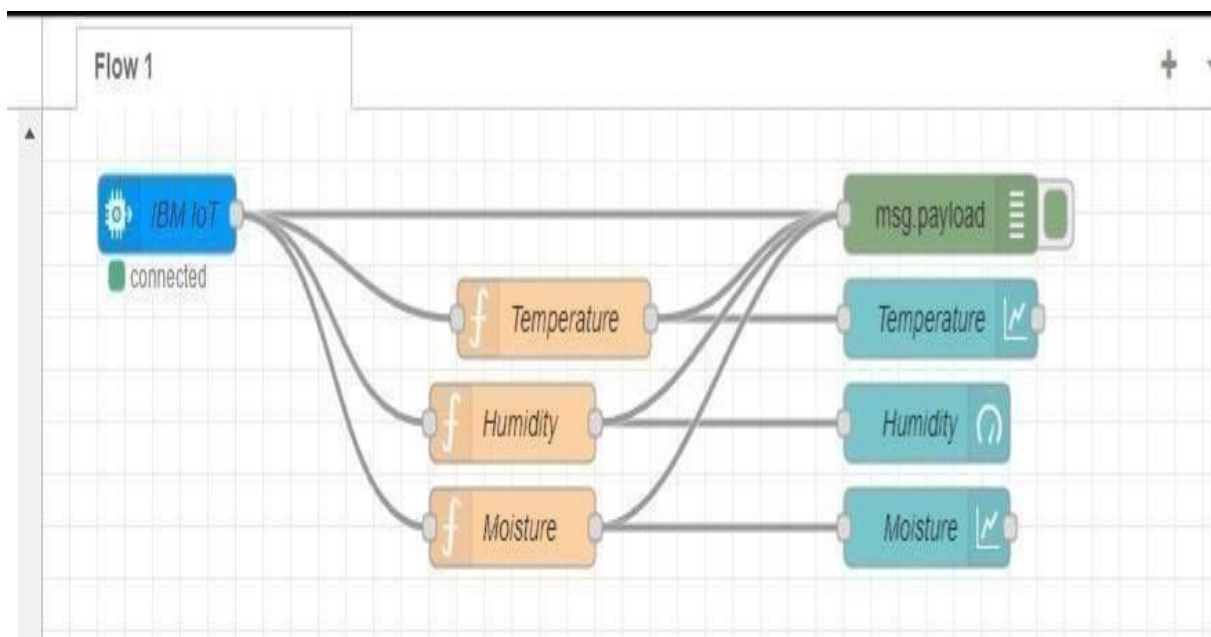 Flow 1
IBM IoT
msg.payload
connected
Temperature
Temperature
Humidity
Humidity
Moisture
Moisture